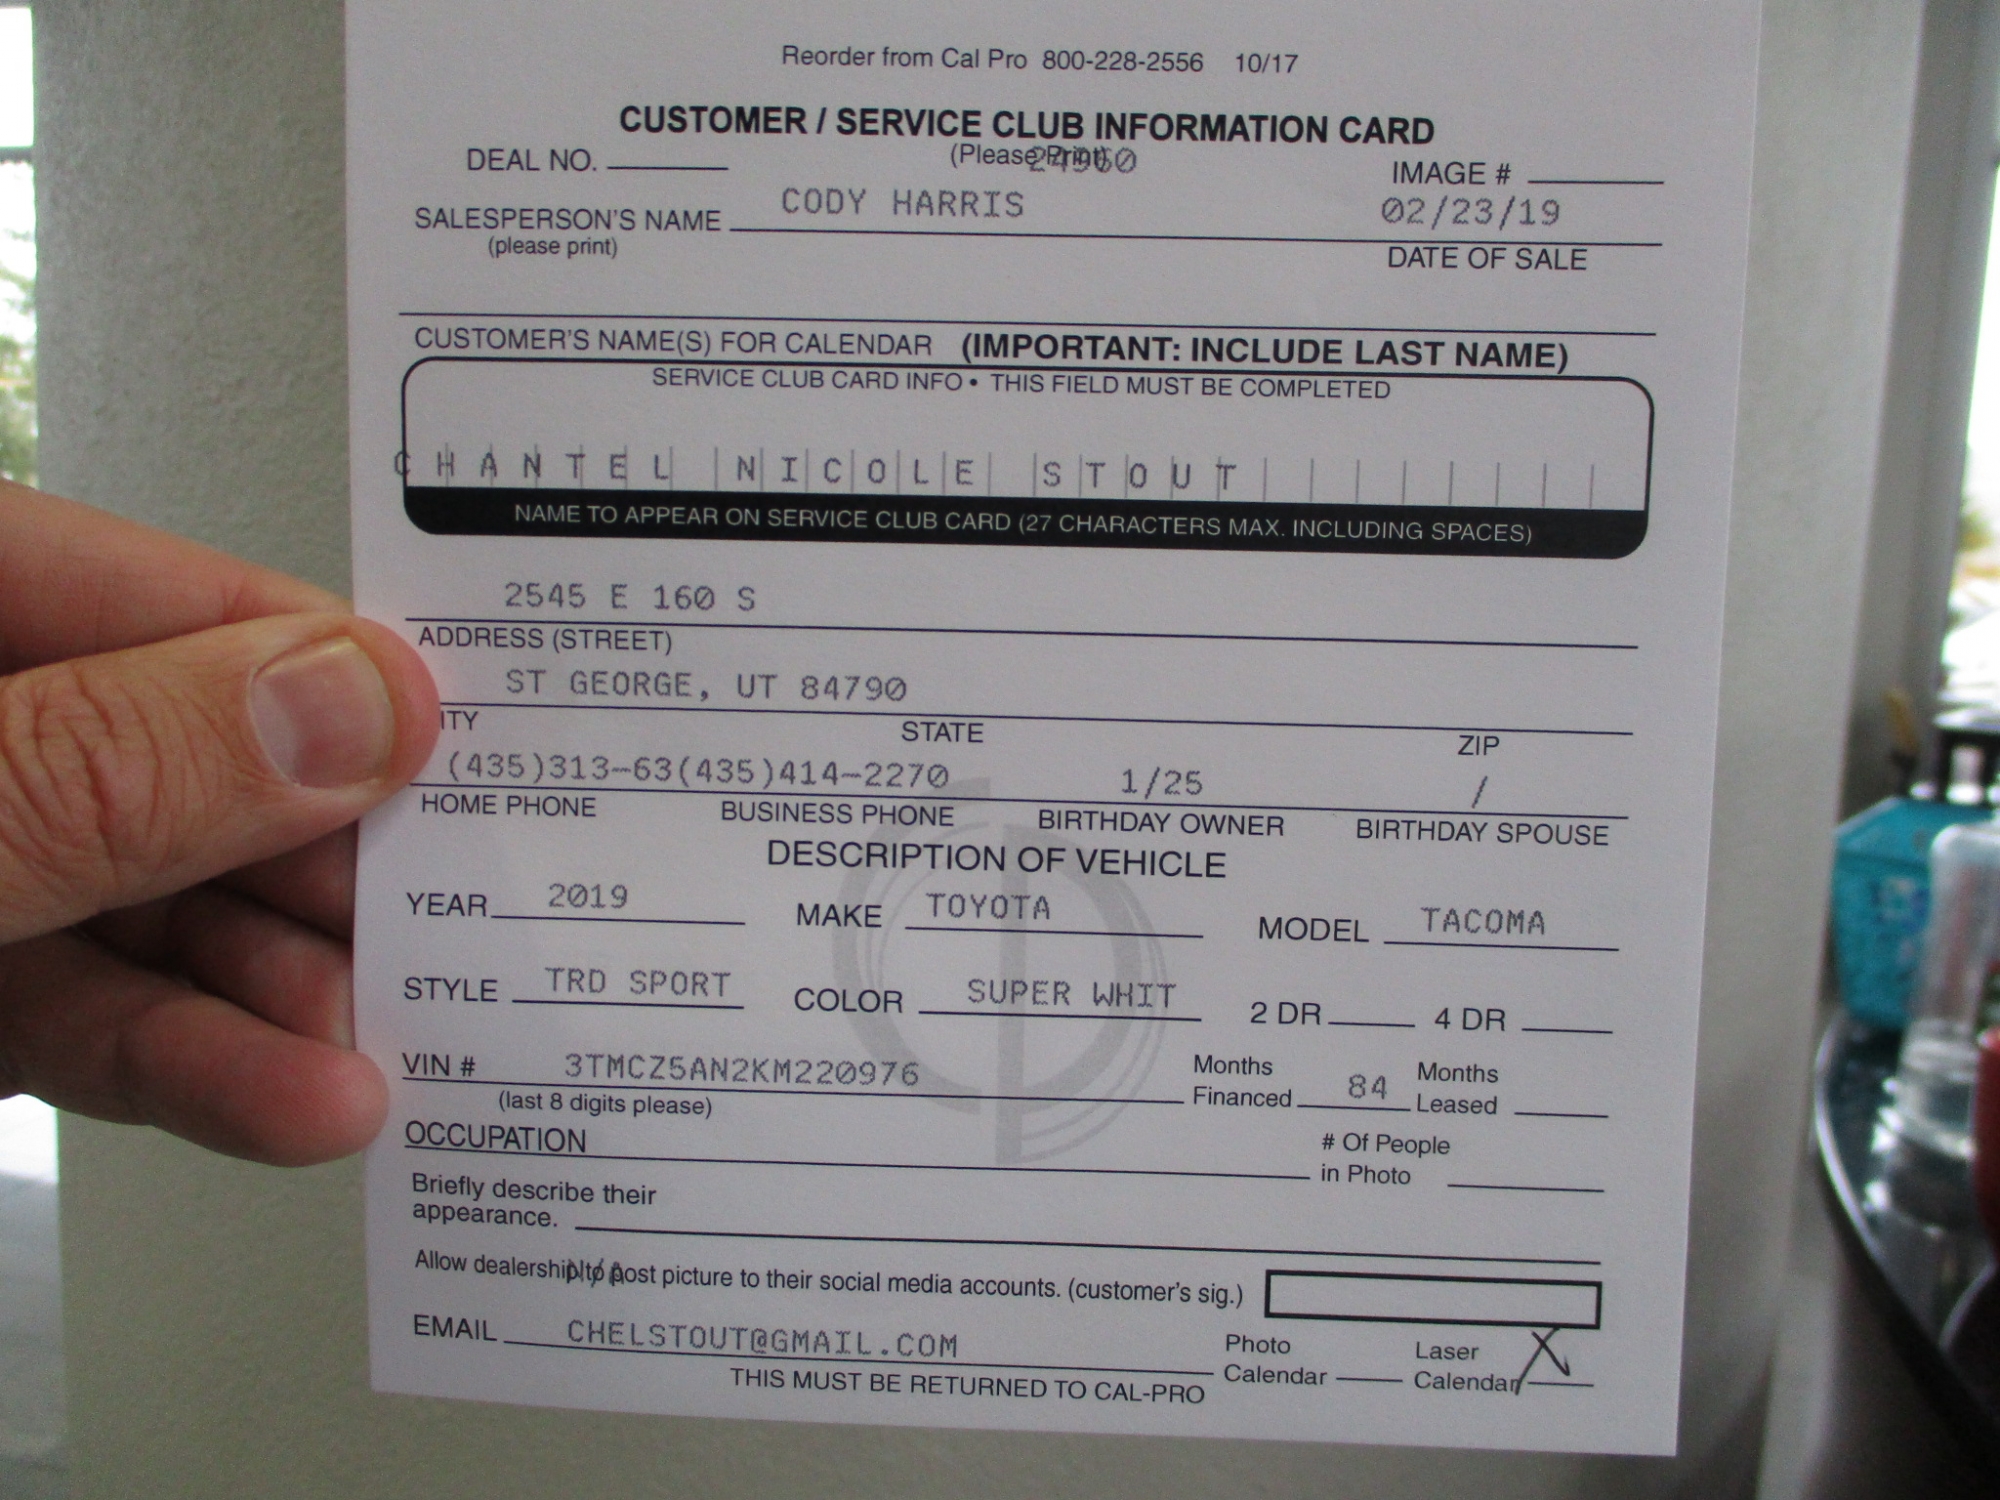 Reorder from Cal Pro 800-228-2556 10/17
CUSTOMER / SERVICE CLUB INFORMATION CARD
(Please Print)
DEAL NO. IMAGE #
SALESPERSON'S NAME CODY HARRIS 02/23/19
(please print) DATE OF SALE
CUSTOMER'S NAME(S) FOR CALENDAR (IMPORTANT: INCLUDE LAST NAME)
SERVICE CLUB CARD INFO • THIS FIELD MUST BE COMPLETED
CHANTEL NICOLE STOUT
NAME TO APPEAR ON SERVICE CLUB CARD (27 CHARACTERS MAX. INCLUDING SPACES)
2545 E 160 S
ADDRESS (STREET)
ST GEORGE, UT 84790
ITY STATE ZIP
(435)313-63(435)414-2270 1/25 /
HOME PHONE BUSINESS PHONE BIRTHDAY OWNER BIRTHDAY SPOUSE
DESCRIPTION OF VEHICLE
YEAR 2019 MAKE TOYOTA MODEL TACOMA
STYLE TRD SPORT COLOR SUPER WHIT 2 DR 4 DR
VIN # 3TMCZ5AN2KM220976 Months Financed 84 Months Leased
(last 8 digits please)
OCCUPATION # Of People in Photo
Briefly describe their
appearance.
Allow dealership to post picture to their social media accounts. (customer's sig.)
N/A
EMAIL CHELSTOUT@GMAIL.COM Photo Calendar Laser Calendar X
THIS MUST BE RETURNED TO CAL-PRO